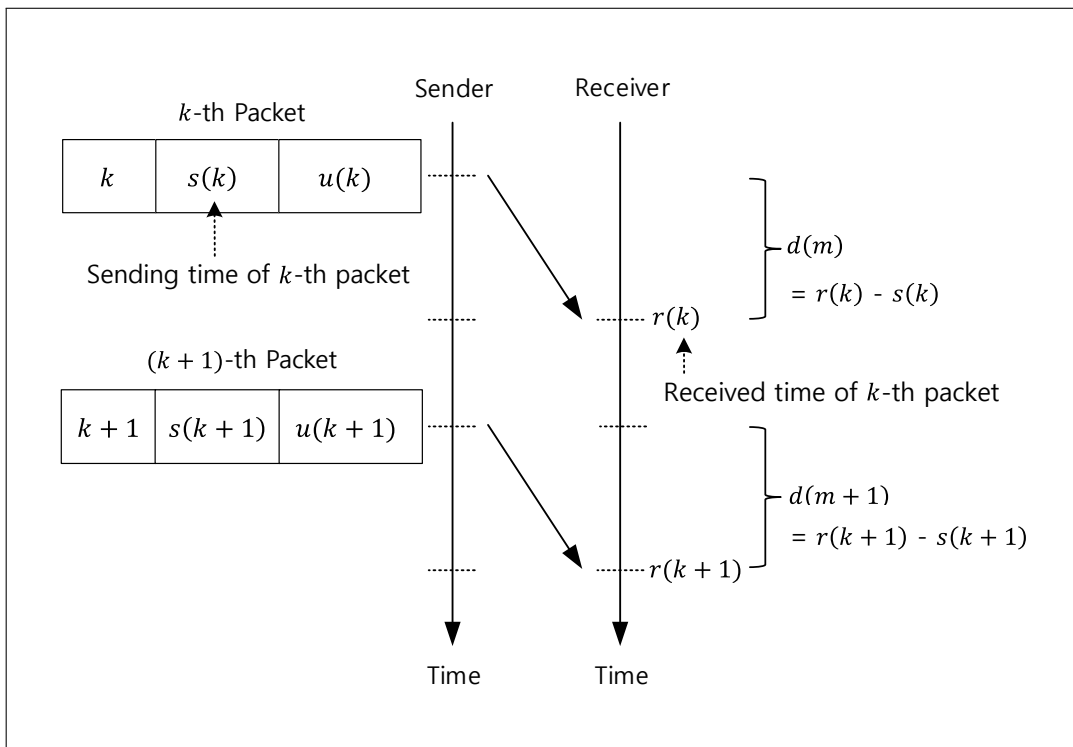 Sender
Receiver
k-th Packet
k
s(k)
u(k)
Sending time of k-th packet
d(m)
= r(k) - s(k)
r(k)
Received time of k-th packet
(k + 1)-th Packet
k + 1
s(k + 1)
u(k + 1)
d(m + 1)
= r(k + 1) - s(k + 1)
r(k + 1)
Time
Time